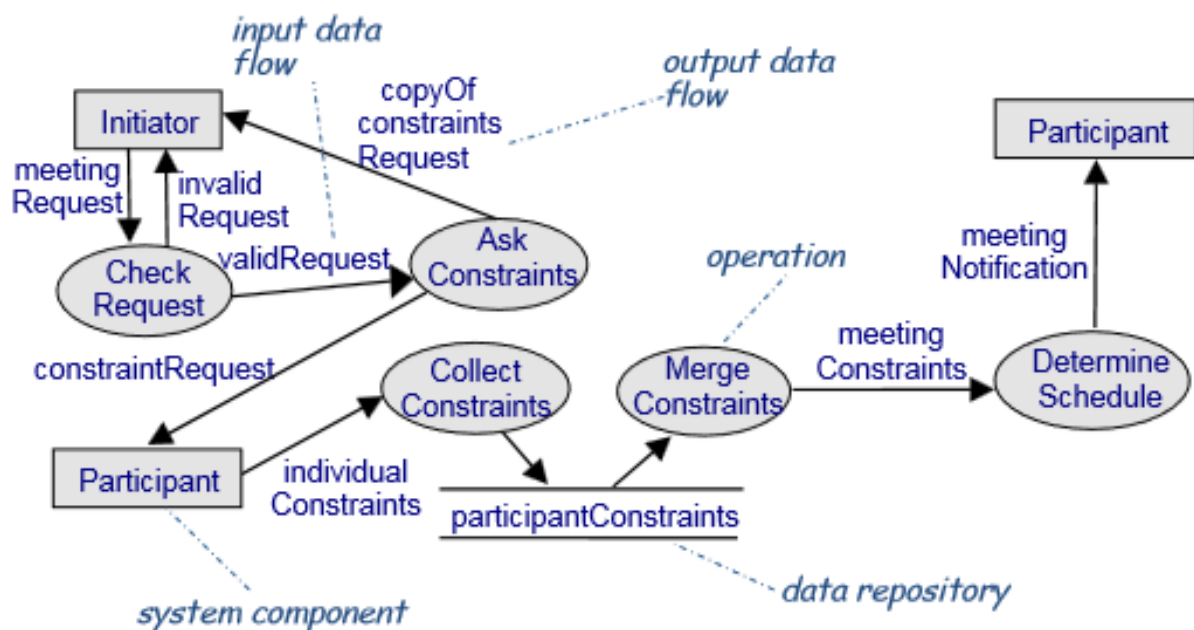 input data
flow
output data
flow
copyOf
constraints
Request
Initiator
Participant
meeting
Request
invalid
Request
validRequest
Ask
Constraints
Check
Request
operation
meeting
Notification
constraintRequest
Collect
Constraints
Merge
Constraints
meeting
Constraints
Determine
Schedule
Participant
individual
Constraints
participantConstraints
system component
data repository